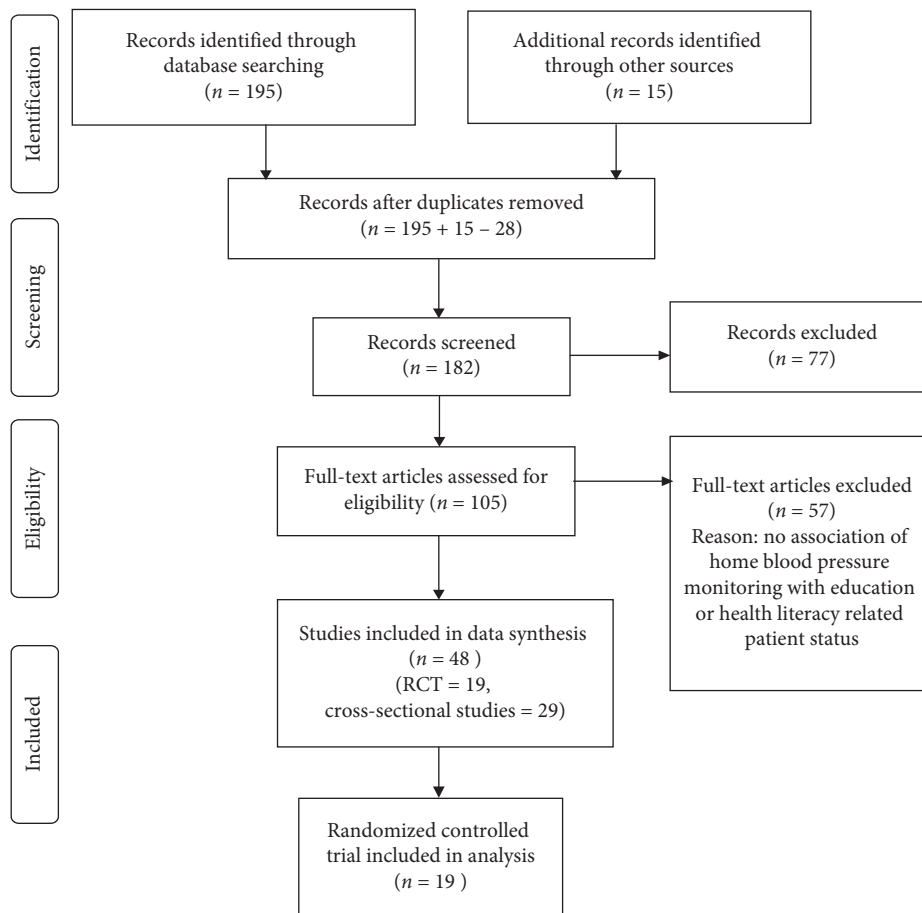 Identification
Records identified through
database searching
(n = 195)
Additional records identified
through other sources
(n = 15)
Records after duplicates removed
(n = 195 + 15 – 28)
Screening
Records screened
(n = 182)
Records excluded
(n = 77)
Eligibility
Full-text articles assessed for
eligibility (n = 105)
Full-text articles excluded
(n = 57)
Reason: no association of
home blood pressure
monitoring with education
or health literacy related
patient status
Included
Studies included in data synthesis
(n = 48 )
(RCT = 19,
cross-sectional studies = 29)
Randomized controlled
trial included in analysis
(n = 19 )